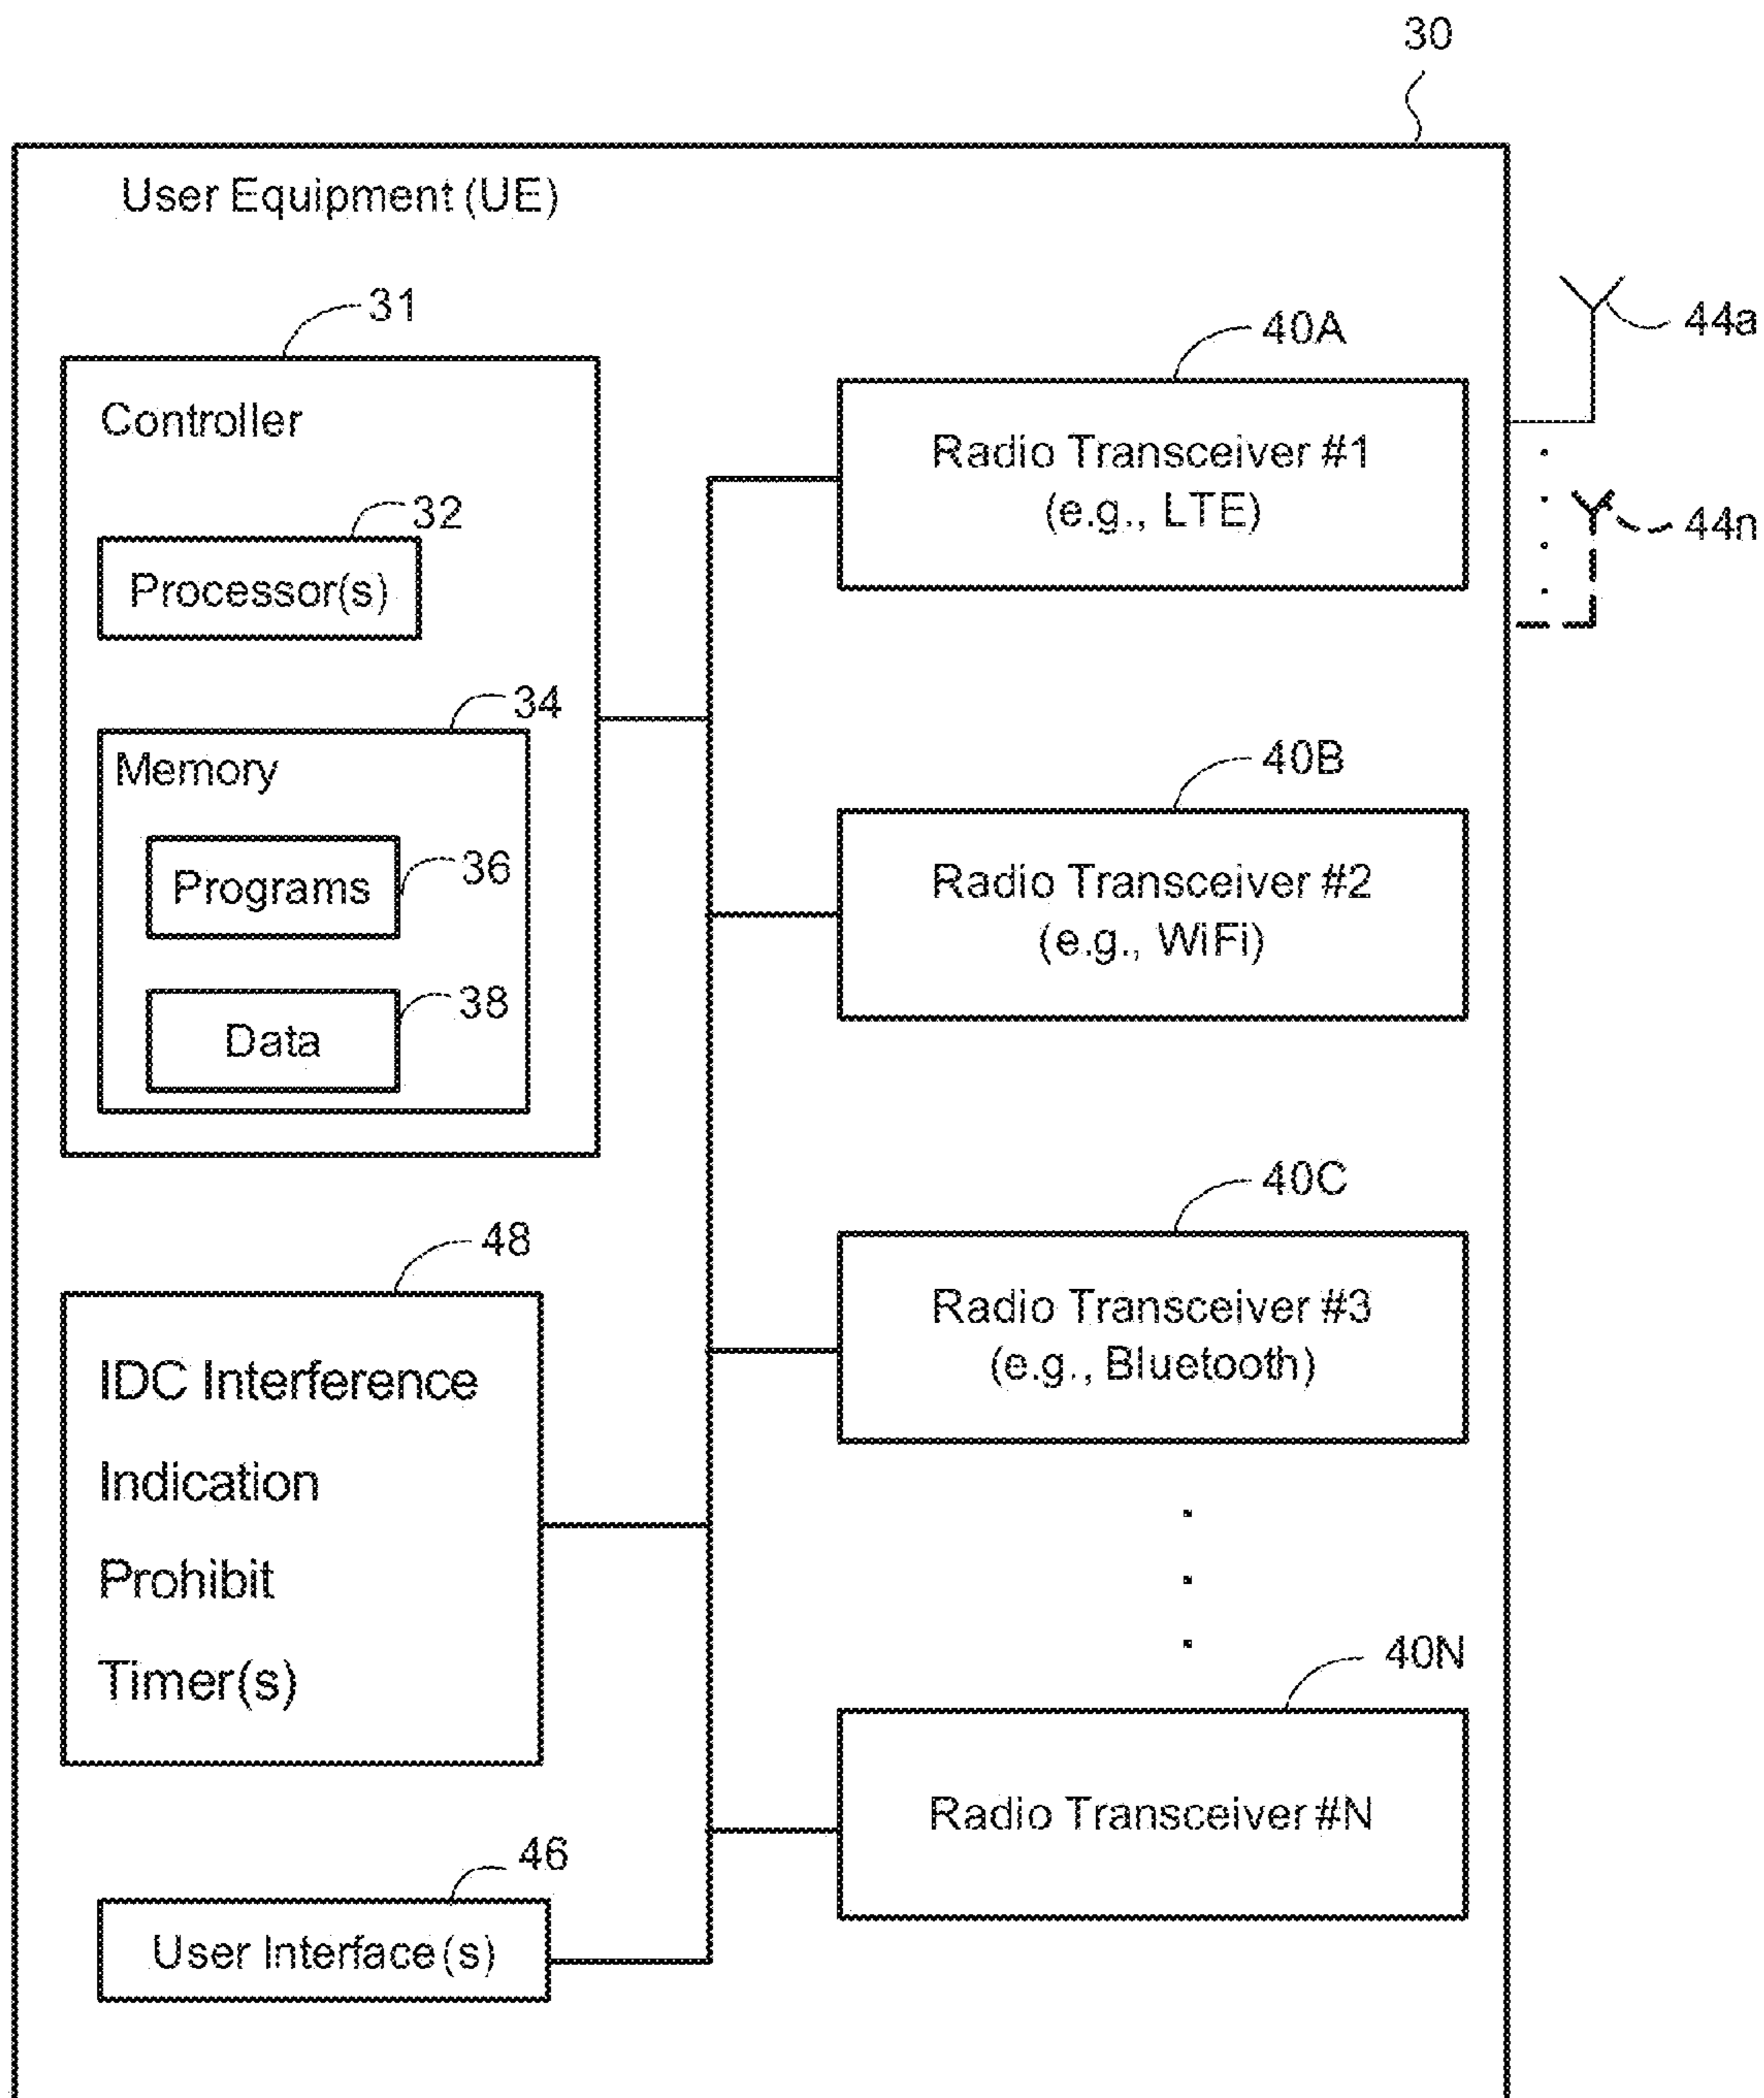 30
User Equipment (UE)
31
Controller
32
Processor(s)
34
Memory
Programs
36
Data
38
48
IDC Interference
Indication
Prohibit
Timer(s)
46
User Interface(s)
40A
Radio Transceiver #1
(e.g., LTE)
40B
Radio Transceiver #2
(e.g., WiFi)
40C
Radio Transceiver #3
(e.g., Bluetooth)
40N
Radio Transceiver #N
44a
44n